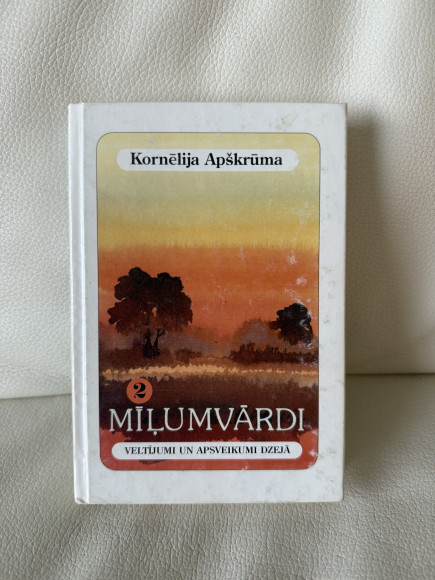 Kornēlija Apškrūma
2
MĪĻUMVĀRDI
VELTĪJUMI UN APSVEIKUMI DZEJĀ